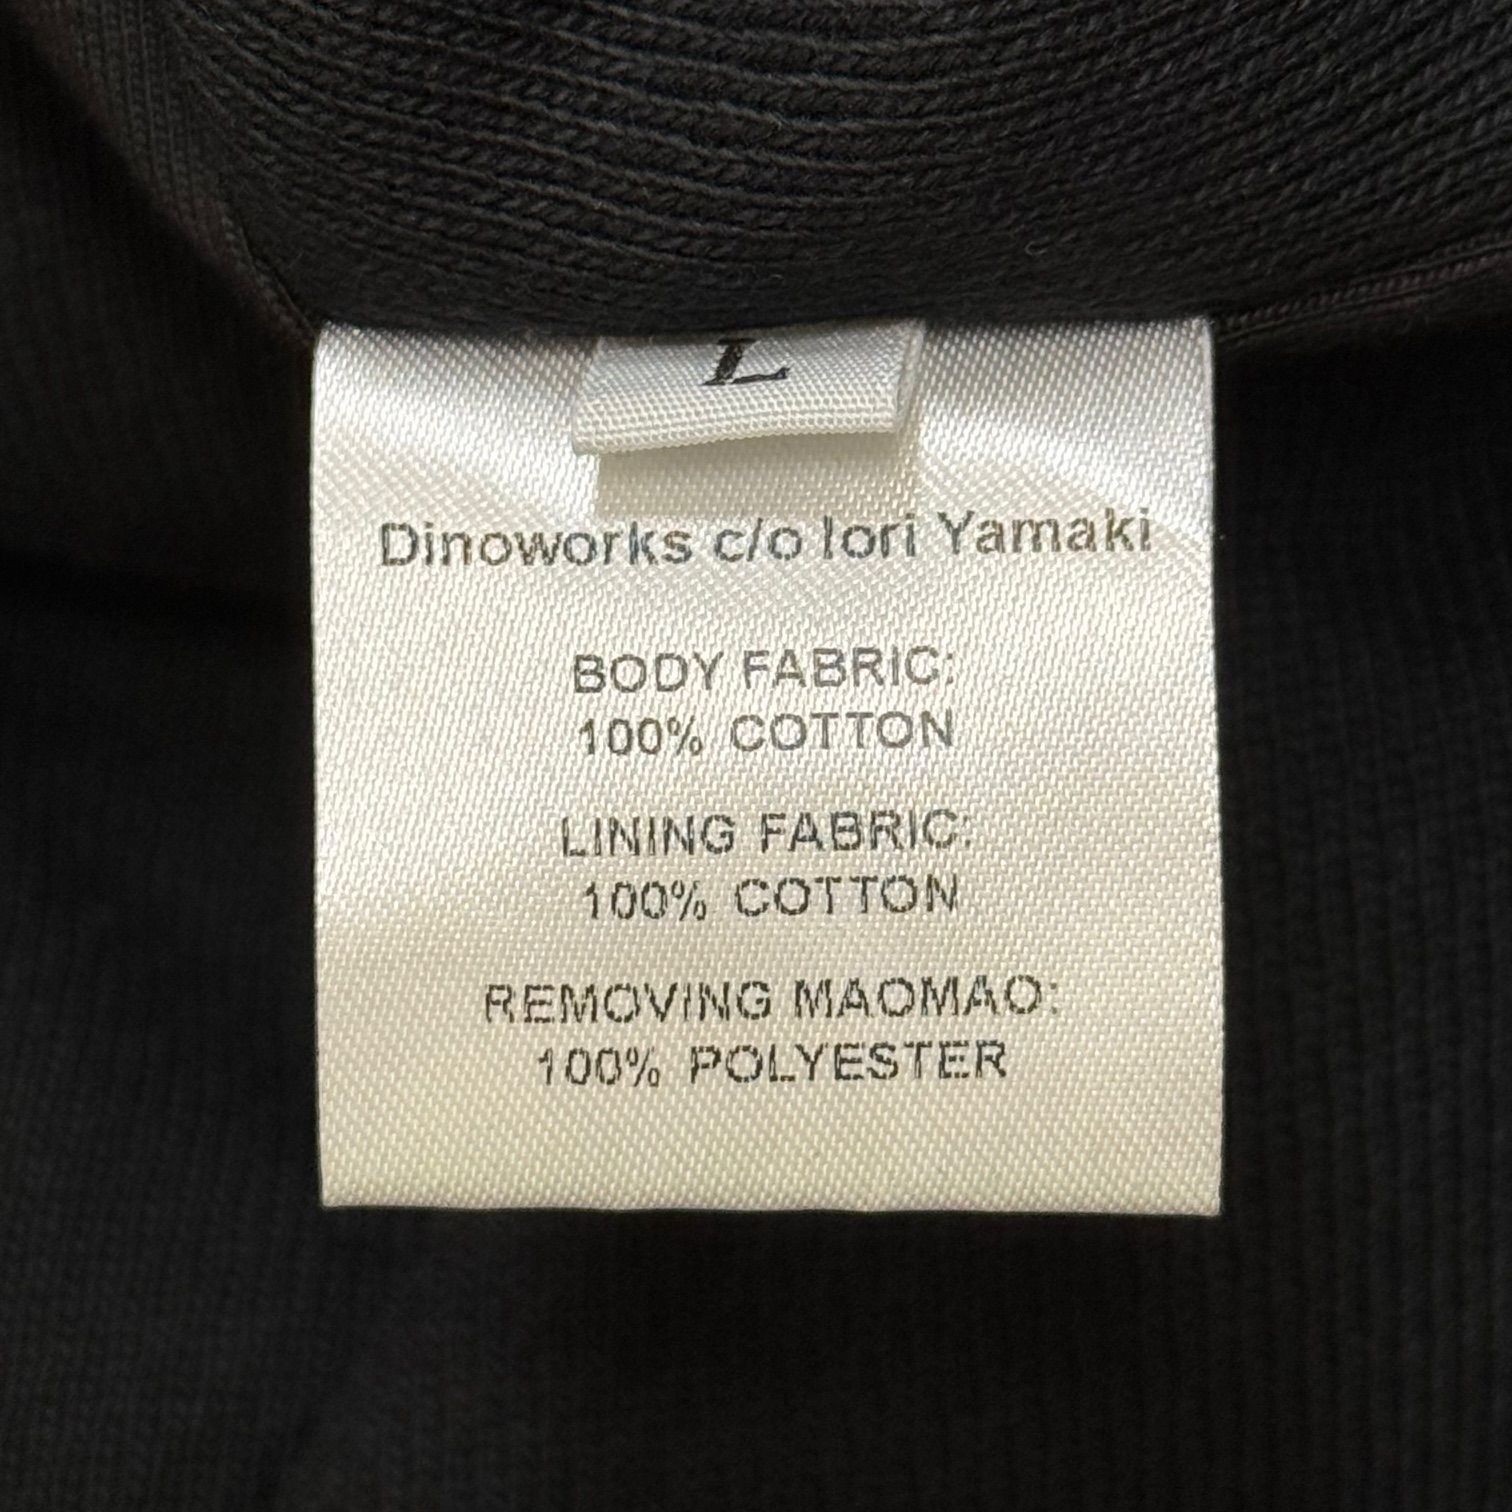 L
Dinoworks c/o Iori Yamaki
BODY FABRIC:
100% COTTON
LINING FABRIC:
100% COTTON
REMOVING MAOMAO:
100% POLYESTER